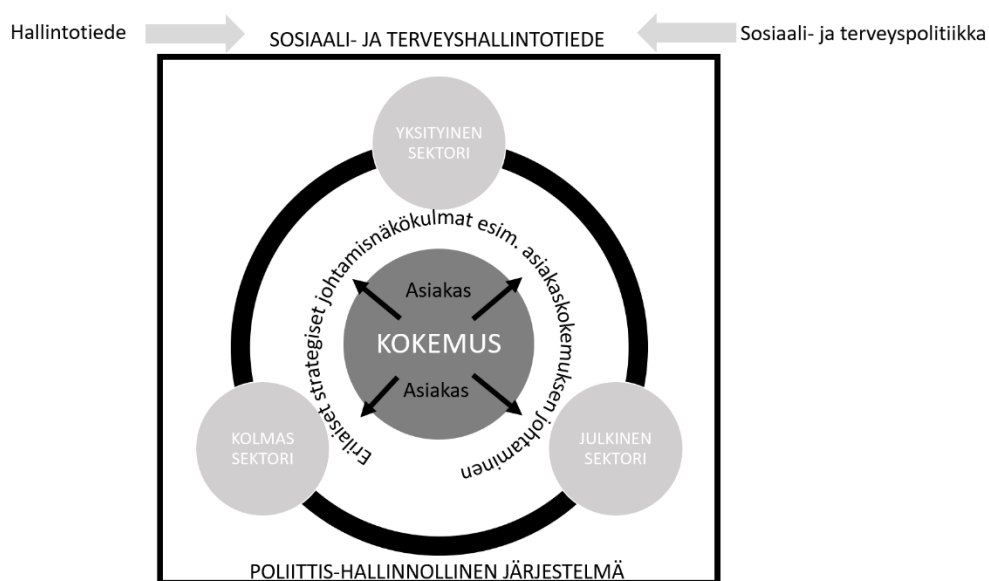 Hallintotiede
SOSIAALI- JA TERVEYSHALLINTOTIEDE
Sosiaali- ja terveyspolitiikka
YKSITYINEN
SEKTORI
Erilaiset strategiset johtamisnäkökulmat esim. asiakaskokemuksen johtaminen
Asiakas
KOKEMUS
Asiakas
KOLMAS
SEKTORI
JULKINEN
SEKTORI
POLIITTIS-HALLINNOLLINEN JÄRJESTELMÄ